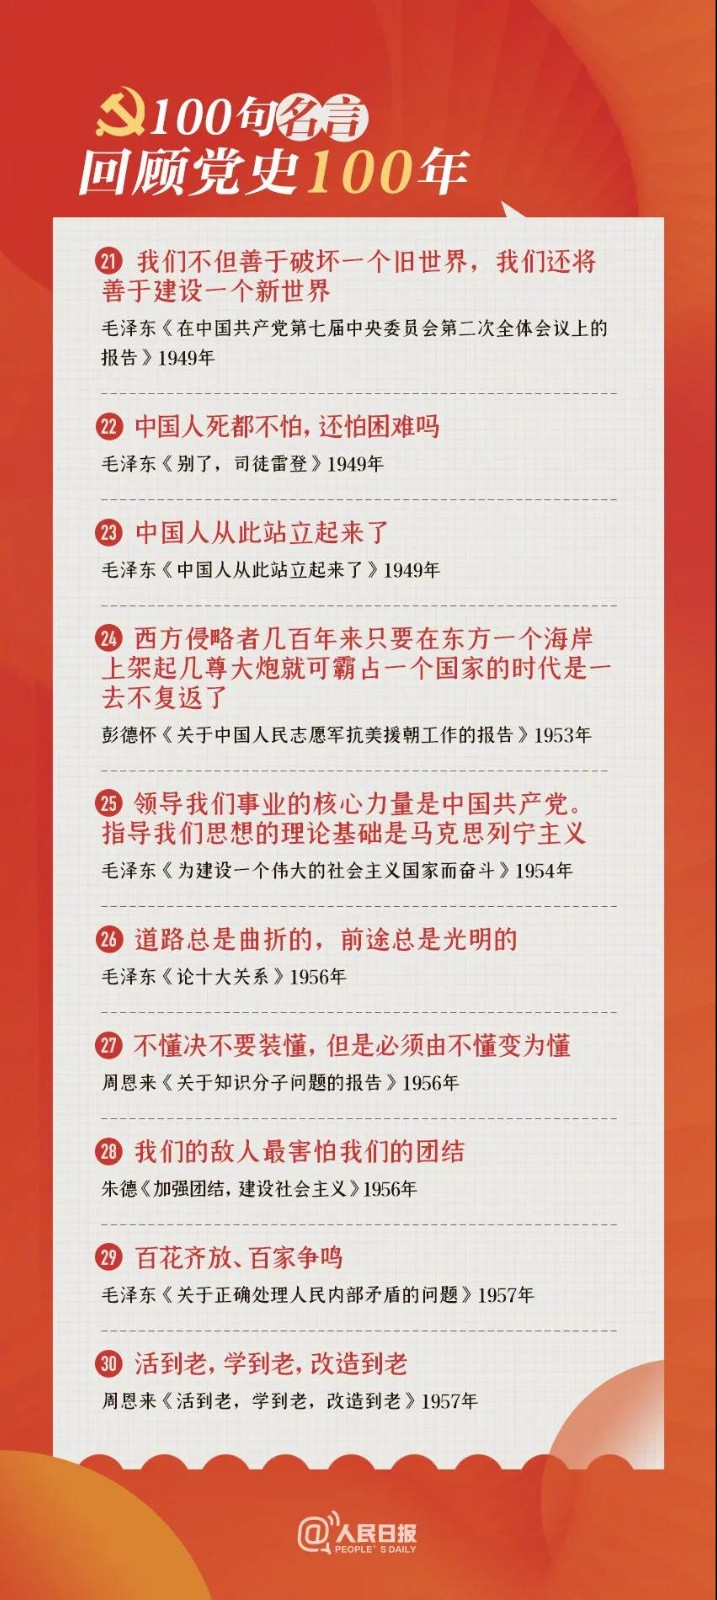 100句名言
回顾党史100年
21 我们不但善于破坏一个旧世界，我们还将
善于建设一个新世界
毛泽东《在中国共产党第七届中央委员会第二次全体会议上的
报告》1949年
22 中国人死都不怕，还怕困难吗
毛泽东《别了，司徒雷登》1949年
23 中国人从此站立起来了
毛泽东《中国人从此站立起来了》1949年
24 西方侵略者几百年来只要在东方一个海岸
上架起几尊大炮就可霸占一个国家的时代是一
去不复返了
彭德怀《关于中国人民志愿军抗美援朝工作的报告》1953年
25 领导我们事业的核心力量是中国共产党。
指导我们思想的理论基础是马克思列宁主义
毛泽东《为建设一个伟大的社会主义国家而奋斗》1954年
26 道路总是曲折的，前途总是光明的
毛泽东《论十大关系》1956年
27 不懂决不要装懂，但是必须由不懂变为懂
周恩来《关于知识分子问题的报告》1956年
28 我们的敌人最害怕我们的团结
朱德《加强团结，建设社会主义》1956年
29 百花齐放、百家争鸣
毛泽东《关于正确处理人民内部矛盾的问题》1957年
30 活到老，学到老，改造到老
周恩来《活到老，学到老，改造到老》1957年
@人民日报
PEOPLE'S DAILY